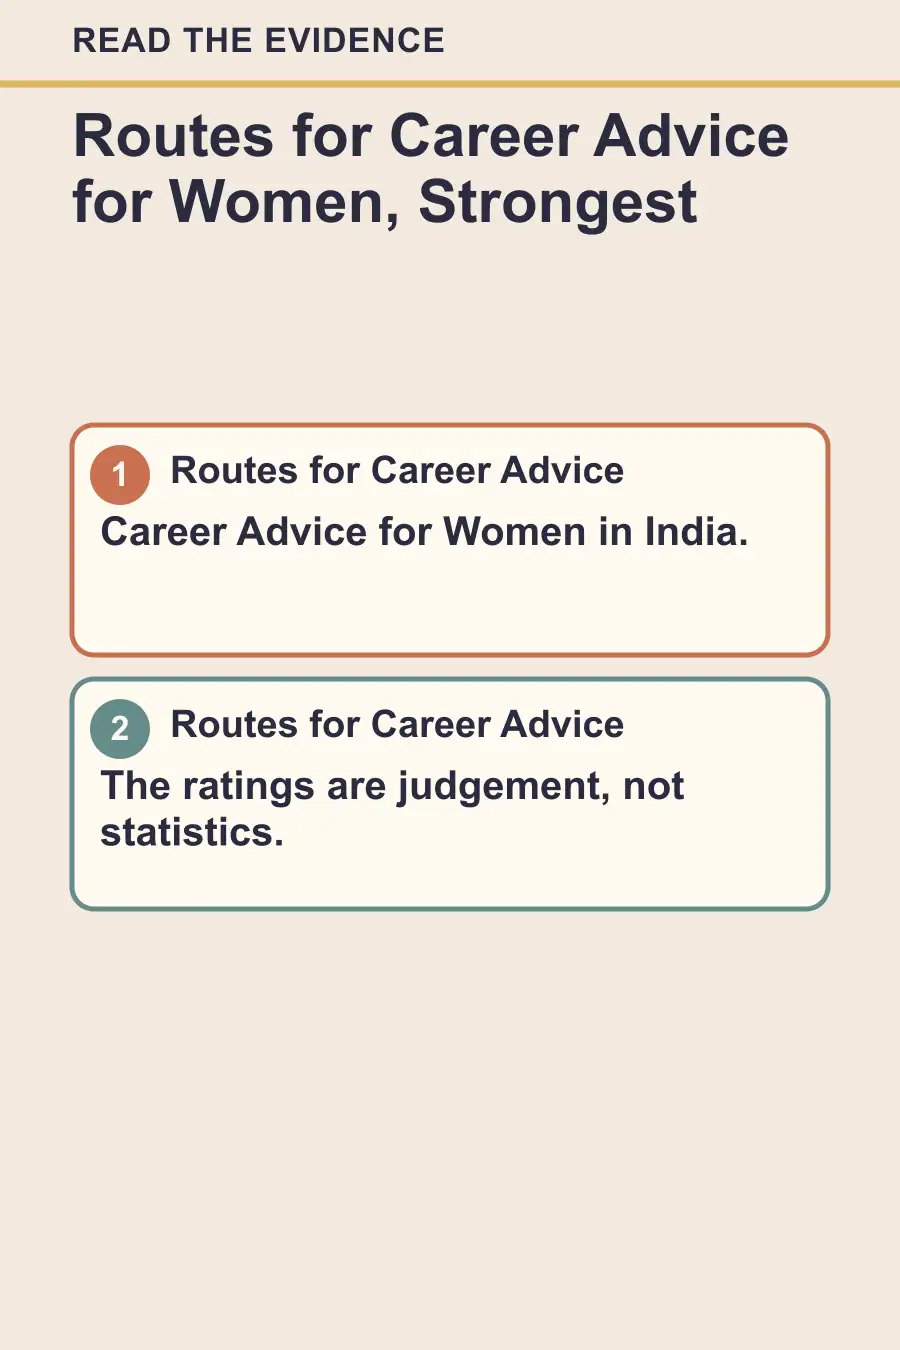 READ THE EVIDENCE
Routes for Career Advice
for Women, Strongest
1 Routes for Career Advice
Career Advice for Women in India.
2 Routes for Career Advice
The ratings are judgement, not
statistics.